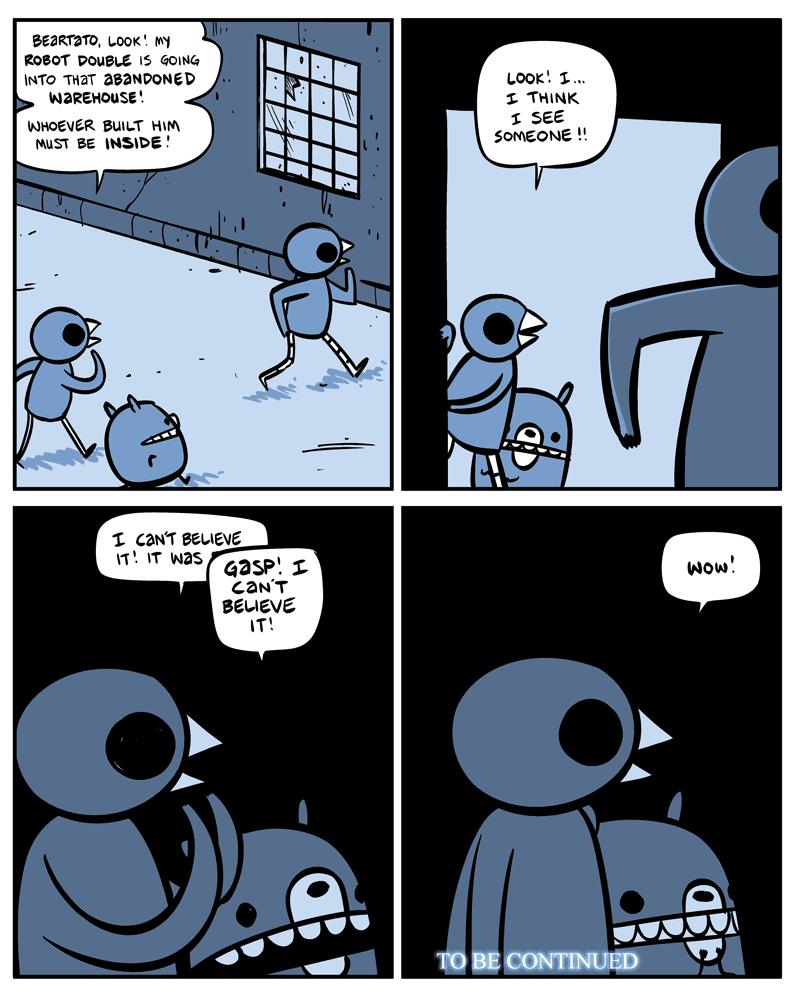 BEARTATO, LOOK! MY
ROBOT DOUBLE IS GOING
INTO THAT ABANDONED
WAREHOUSE!
WHOEVER BUILT HIM
MUST BE INSIDE!
LOOK! I...
I THINK
I SEE
SOMEONE!!
I CAN'T BELIEVE
IT! IT WAS
GASP! I
CAN'T
BELIEVE
IT!
WOW!
TO BE CONTINUED